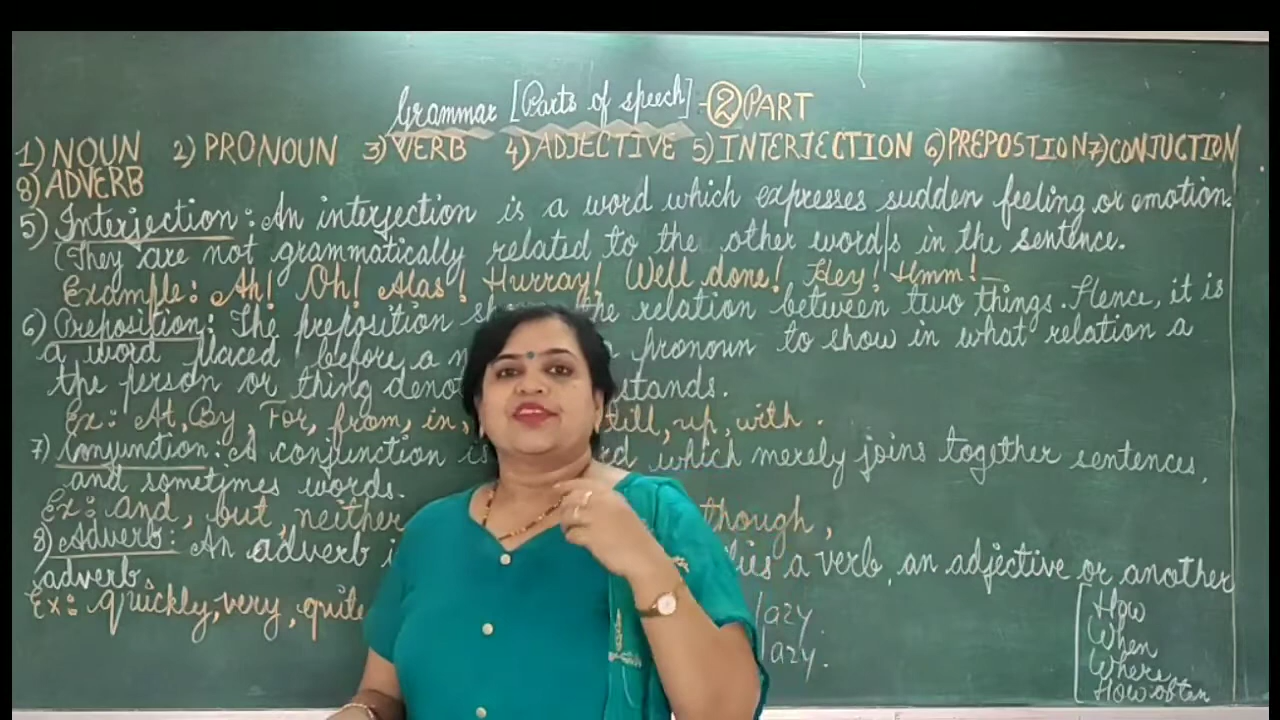 Grammar [Parts of speech] - 2 PART
1) NOUN 2) PRONOUN 3) VERB 4) ADJECTIVE 5) INTERJECTION 6) PREPOSTION 7) CONJUCTION
8) ADVERB
5) Interjection : An interjection is a word which expresses sudden feeling or emotion.
(They are not grammatically related to the other words in the sentence.
Example : Ah! Oh! Alas! Hurray! Well done! Hey! Hmm! —
6) Preposition : The preposition the relation between two things. Hence, it is
a word placed before a pronoun to show in what relation a
the person or thing stands.
Ex : At, By, For, from, in, till, up, with .
7) Conjunction : A conjunction is which merely joins together sentences,
and sometimes words.
Ex : and, but, neither though,
8) Adverb : An adverb a verb, an adjective or another
adverb.
Ex : quickly, very, quite
lazy
lazy.
[How
When
Where
How often